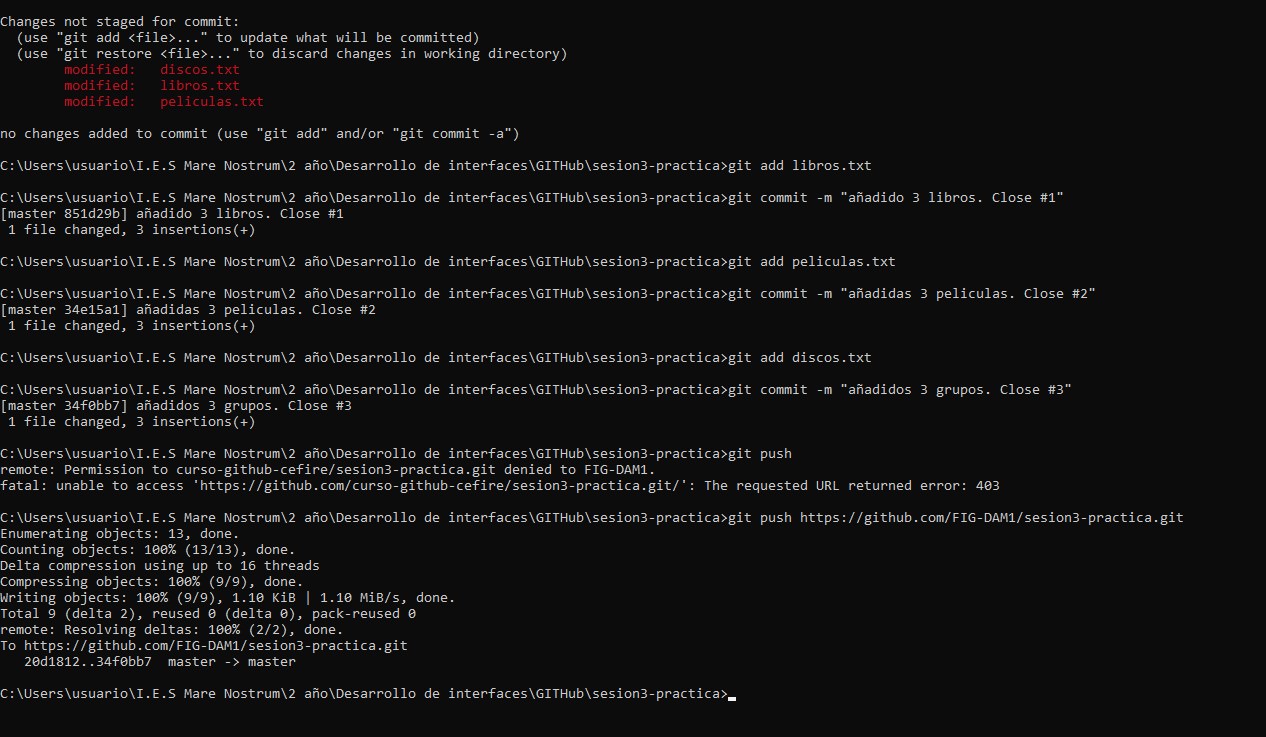 Changes not staged for commit:
  (use "git add <file>..." to update what will be committed)
  (use "git restore <file>..." to discard changes in working directory)
        modified:   discos.txt
        modified:   libros.txt
        modified:   peliculas.txt
no changes added to commit (use "git add" and/or "git commit -a")
C:\Users\usuario\I.E.S Mare Nostrum\2 año\Desarrollo de interfaces\GITHub\sesion3-practica>git add libros.txt
C:\Users\usuario\I.E.S Mare Nostrum\2 año\Desarrollo de interfaces\GITHub\sesion3-practica>git commit -m "añadido 3 libros. Close #1"
[master 851d29b] añadido 3 libros. Close #1
 1 file changed, 3 insertions(+)
C:\Users\usuario\I.E.S Mare Nostrum\2 año\Desarrollo de interfaces\GITHub\sesion3-practica>git add peliculas.txt
C:\Users\usuario\I.E.S Mare Nostrum\2 año\Desarrollo de interfaces\GITHub\sesion3-practica>git commit -m "añadidas 3 peliculas. Close #2"
[master 34e15a1] añadidas 3 peliculas. Close #2
 1 file changed, 3 insertions(+)
C:\Users\usuario\I.E.S Mare Nostrum\2 año\Desarrollo de interfaces\GITHub\sesion3-practica>git add discos.txt
C:\Users\usuario\I.E.S Mare Nostrum\2 año\Desarrollo de interfaces\GITHub\sesion3-practica>git commit -m "añadidos 3 grupos. Close #3"
[master 34f0bb7] añadidos 3 grupos. Close #3
 1 file changed, 3 insertions(+)
C:\Users\usuario\I.E.S Mare Nostrum\2 año\Desarrollo de interfaces\GITHub\sesion3-practica>git push
remote: Permission to curso-github-cefire/sesion3-practica.git denied to FIG-DAM1.
fatal: unable to access 'https://github.com/curso-github-cefire/sesion3-practica.git/': The requested URL returned error: 403
C:\Users\usuario\I.E.S Mare Nostrum\2 año\Desarrollo de interfaces\GITHub\sesion3-practica>git push https://github.com/FIG-DAM1/sesion3-practica.git
Enumerating objects: 13, done.
Counting objects: 100% (13/13), done.
Delta compression using up to 16 threads
Compressing objects: 100% (9/9), done.
Writing objects: 100% (9/9), 1.10 KiB | 1.10 MiB/s, done.
Total 9 (delta 2), reused 0 (delta 0), pack-reused 0
remote: Resolving deltas: 100% (2/2), done.
To https://github.com/FIG-DAM1/sesion3-practica.git
   20d1812..34f0bb7  master -> master
C:\Users\usuario\I.E.S Mare Nostrum\2 año\Desarrollo de interfaces\GITHub\sesion3-practica>